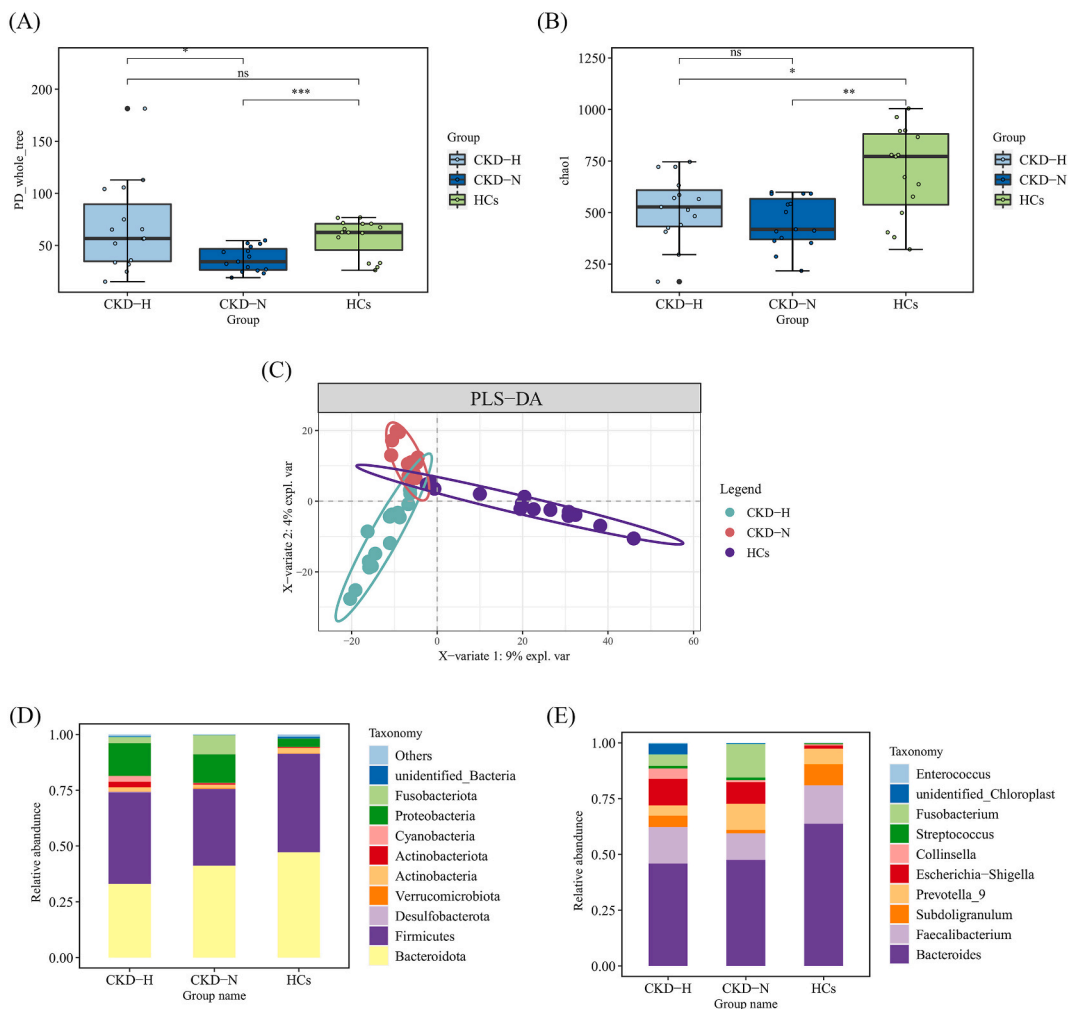 (A)
*
ns
***
200
150
100
50
PD_whole_tree
CKD−H
CKD−N
HCs
Group
Group
CKD−H
CKD−N
HCs
(B)
ns
*
**
1250
1000
750
500
250
chao1
CKD−H
CKD−N
HCs
Group
Group
CKD−H
CKD−N
HCs
(C)
PLS−DA
20
0
−20
X−variate 2: 4% expl. var
−20
0
20
40
60
X−variate 1: 9% expl. var
Legend
CKD−H
CKD−N
HCs
(D)
1.00
0.75
0.50
0.25
0.00
Relative abundance
CKD−H
CKD−N
HCs
Group name
Taxonomy
Others
unidentified_Bacteria
Fusobacteriota
Proteobacteria
Cyanobacteria
Actinobacteriota
Actinobacteria
Verrucomicrobiota
Desulfobacterota
Firmicutes
Bacteroidota
(E)
1.00
0.75
0.50
0.25
0.00
Relative abundance
CKD−H
CKD−N
HCs
Group name
Taxonomy
Enterococcus
unidentified_Chloroplast
Fusobacterium
Streptococcus
Collinsella
Escherichia−Shigella
Prevotella_9
Subdoligranulum
Faecalibacterium
Bacteroides